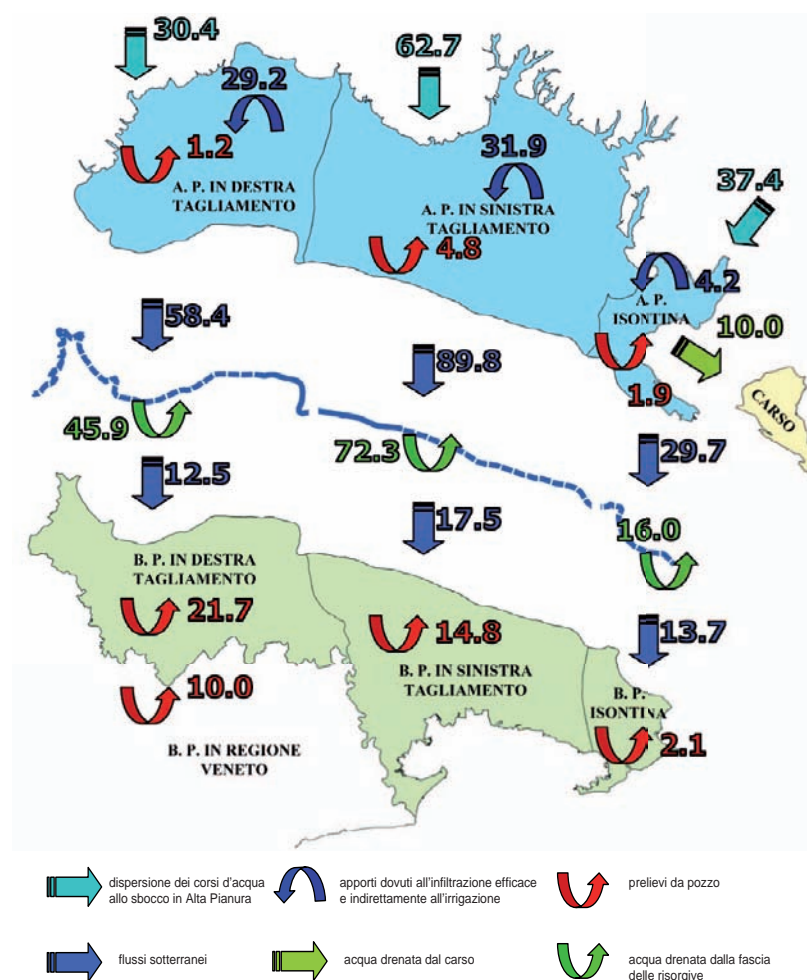 30.4
62.7
29.2
1.2
A. P. IN DESTRA
TAGLIAMENTO
31.9
A. P. IN SINISTRA
TAGLIAMENTO
4.8
37.4
4.2
A. P.
ISONTINA
10.0
1.9
CARSO
58.4
89.8
29.7
45.9
72.3
12.5
17.5
16.0
B. P. IN DESTRA
TAGLIAMENTO
21.7
14.8
13.7
B. P. IN SINISTRA
TAGLIAMENTO
10.0
B. P.
ISONTINA
2.1
B. P. IN REGIONE
VENETO
dispersione dei corsi d'acqua
allo sbocco in Alta Pianura
apporti dovuti all'infiltrazione efficace
e indirettamente all'irrigazione
prelievi da pozzo
flussi sotterranei
acqua drenata dal carso
acqua drenata dalla fascia
delle risorgive